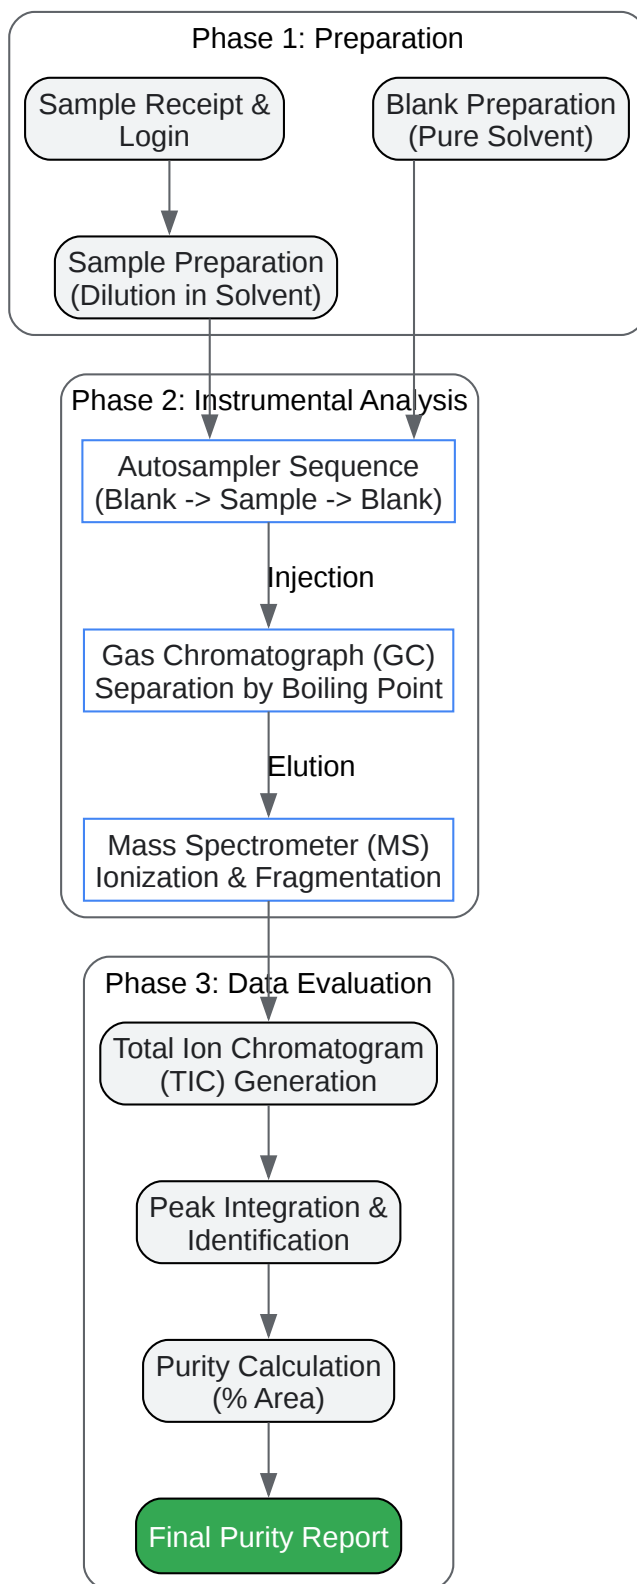 Phase 1: Preparation
Sample Receipt &
Login
Blank Preparation
(Pure Solvent)
Sample Preparation
(Dilution in Solvent)
Phase 2: Instrumental Analysis
Autosampler Sequence
(Blank -> Sample -> Blank)
Injection
Gas Chromatograph (GC)
Separation by Boiling Point
Elution
Mass Spectrometer (MS)
Ionization & Fragmentation
Phase 3: Data Evaluation
Total Ion Chromatogram
(TIC) Generation
Peak Integration &
Identification
Purity Calculation
(% Area)
Final Purity Report